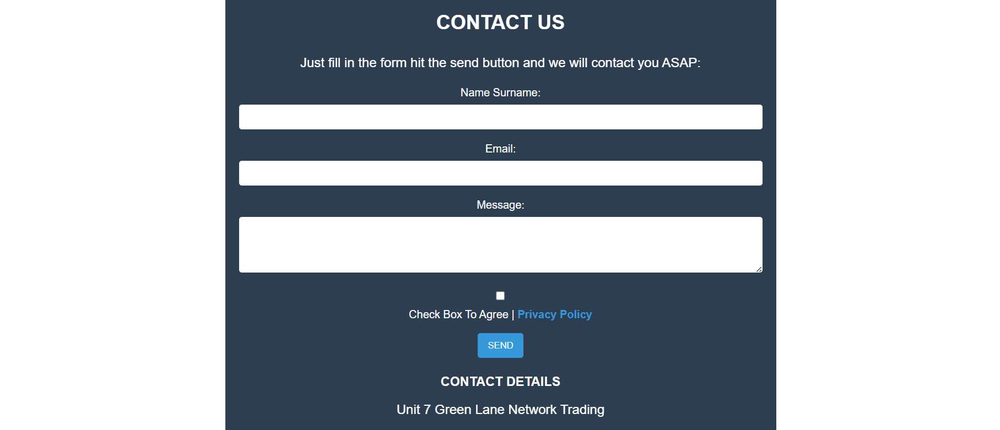 CONTACT US
Just fill in the form hit the send button and we will contact you ASAP:
Name Surname:
Email:
Message:
Check Box To Agree | Privacy Policy
SEND
CONTACT DETAILS
Unit 7 Green Lane Network Trading